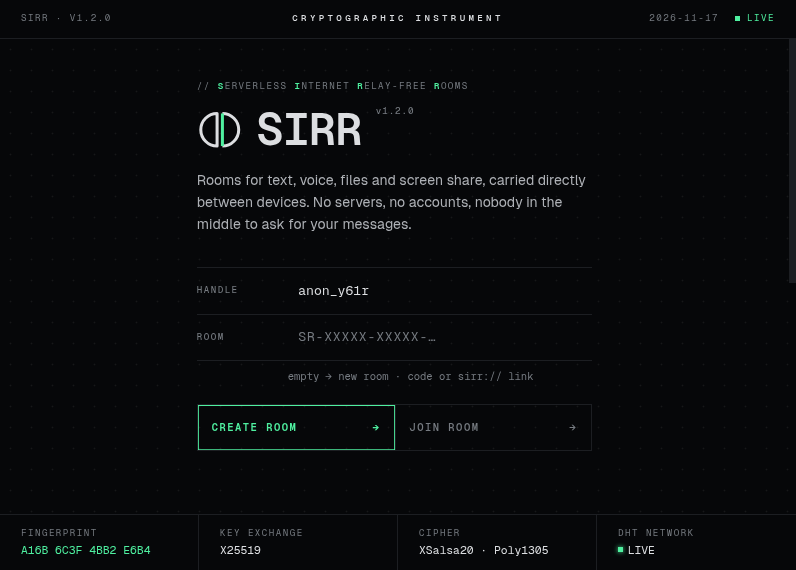 SIRR · V1.2.0
CRYPTOGRAPHIC INSTRUMENT
2026-11-17
LIVE
// SERVERLESS INTERNET RELAY-FREE ROOMS
SIRR
v1.2.0
Rooms for text, voice, files and screen share, carried directly
between devices. No servers, no accounts, nobody in the
middle to ask for your messages.
HANDLE
anon_y61r
ROOM
SR-XXXXX-XXXXX-…
empty → new room · code or sirr:// link
CREATE ROOM →
JOIN ROOM →
FINGERPRINT
A16B 6C3F 4BB2 E6B4
KEY EXCHANGE
X25519
CIPHER
XSalsa20 · Poly1305
DHT NETWORK
LIVE